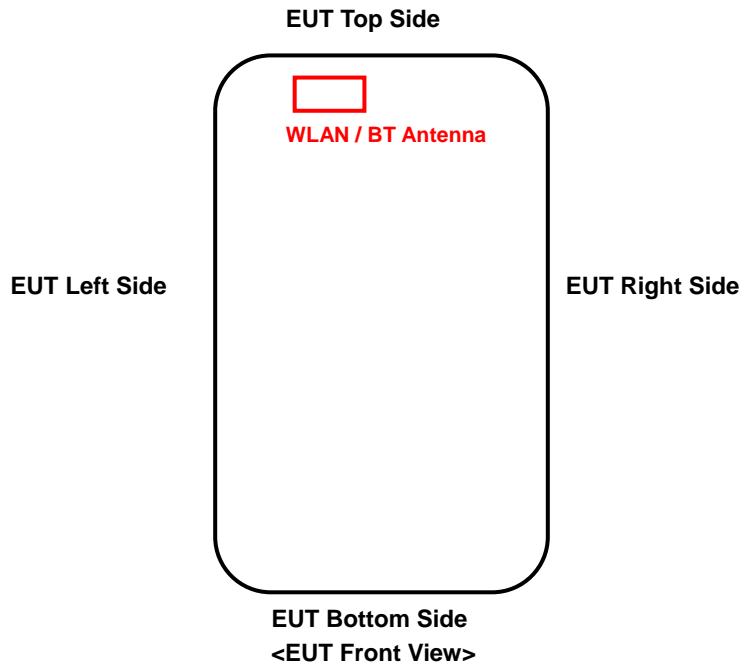 EUT Top Side
WLAN / BT Antenna
EUT Left Side
EUT Right Side
EUT Bottom Side
<EUT Front View>